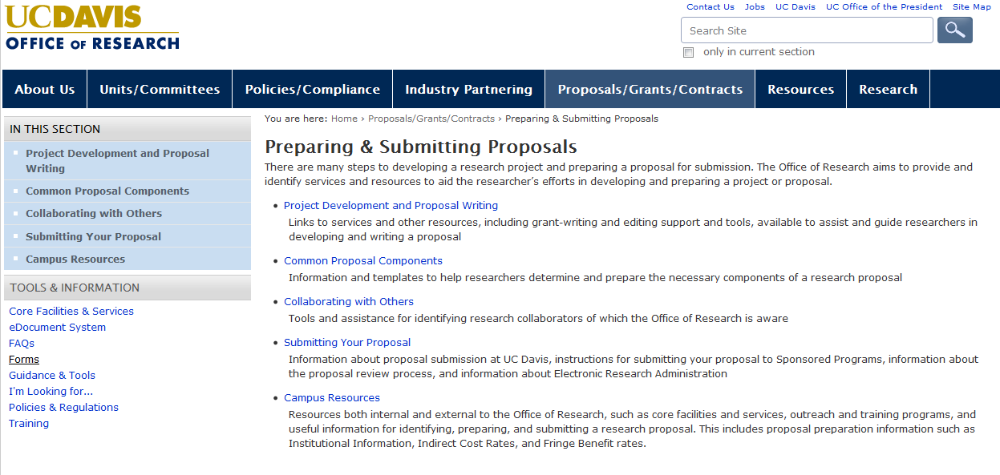 UCDAVIS
OFFICE OF RESEARCH
Contact Us Jobs UC Davis UC Office of the President Site Map
Search Site
only in current section
About Us Units/Committees Policies/Compliance Industry Partnering Proposals/Grants/Contracts Resources Research
IN THIS SECTION
Project Development and Proposal
Writing
Common Proposal Components
Collaborating with Others
Submitting Your Proposal
Campus Resources
TOOLS & INFORMATION
Core Facilities & Services
eDocument System
FAQs
Forms
Guidance & Tools
I'm Looking for...
Policies & Regulations
Training
You are here: Home › Proposals/Grants/Contracts › Preparing & Submitting Proposals
Preparing & Submitting Proposals
There are many steps to developing a research project and preparing a proposal for submission. The Office of Research aims to provide and
identify services and resources to aid the researcher’s efforts in developing and preparing a project or proposal.
• Project Development and Proposal Writing
Links to services and other resources, including grant-writing and editing support and tools, available to assist and guide researchers in
developing and writing a proposal
• Common Proposal Components
Information and templates to help researchers determine and prepare the necessary components of a research proposal
• Collaborating with Others
Tools and assistance for identifying research collaborators of which the Office of Research is aware
• Submitting Your Proposal
Information about proposal submission at UC Davis, instructions for submitting your proposal to Sponsored Programs, information about
the proposal review process, and information about Electronic Research Administration
• Campus Resources
Resources both internal and external to the Office of Research, such as core facilities and services, outreach and training programs, and
useful information for identifying, preparing, and submitting a research proposal. This includes proposal preparation information such as
Institutional Information, Indirect Cost Rates, and Fringe Benefit rates.